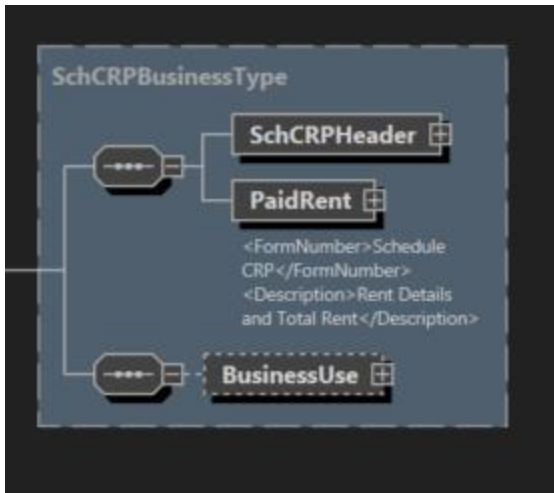 SchCRPBusinessType
SchCRPHeader
PaidRent
<FormNumber>Schedule
CRP</FormNumber>
<Description>Rent Details
and Total Rent</Description>
BusinessUse